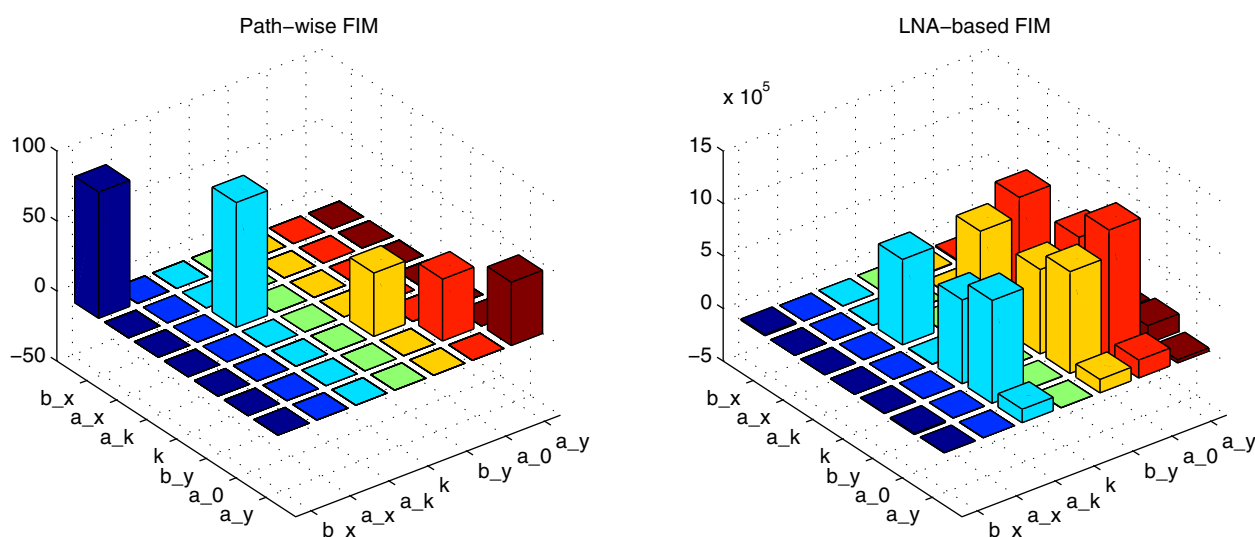 Path-wise FIM
100
50
0
-50
b_x
a_x
a_k
k
b_y
a_0
a_y
b_x
a_x
a_k
k
b_y
a_0
a_y
LNA-based FIM
x 10^5
15
10
5
0
-5
b_x
a_x
a_k
k
b_y
a_0
a_y
b_x
a_x
a_k
k
b_y
a_0
a_y